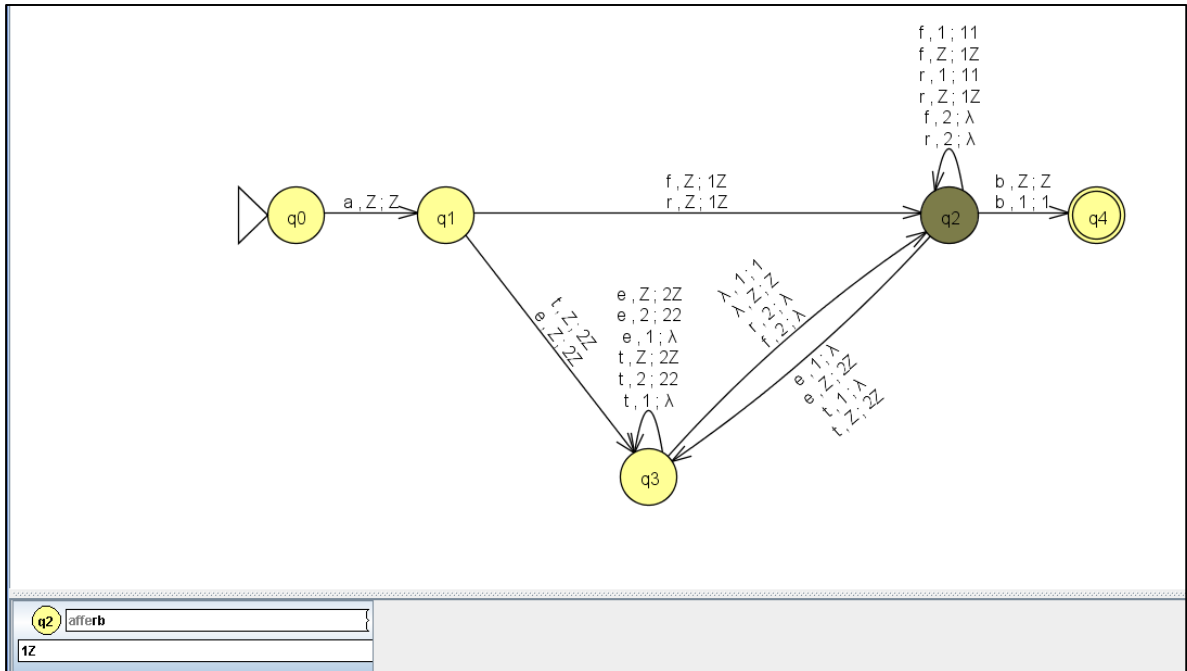 f , 1 ; 11
f , Z ; 1Z
r , 1 ; 11
r , Z ; 1Z
f , 2 ; λ
r , 2 ; λ
q0
a , Z ; Z
q1
f , Z ; 1Z
r , Z ; 1Z
q2
b , Z ; Z
b , 1 ; 1
q4
t , Z ; 2Z
e , Z ; 2Z
e , Z ; 2Z
e , 2 ; 22
e , 1 ; λ
t , Z ; 2Z
t , 2 ; 22
t , 1 ; λ
λ , 1 ; 1
λ , Z ; Z
r , 2 ; λ
f , 2 ; λ
e , 1 ; λ
e , Z ; 2Z
t , 1 ; λ
t , Z ; 2Z
q3
q2 afferb
1Z